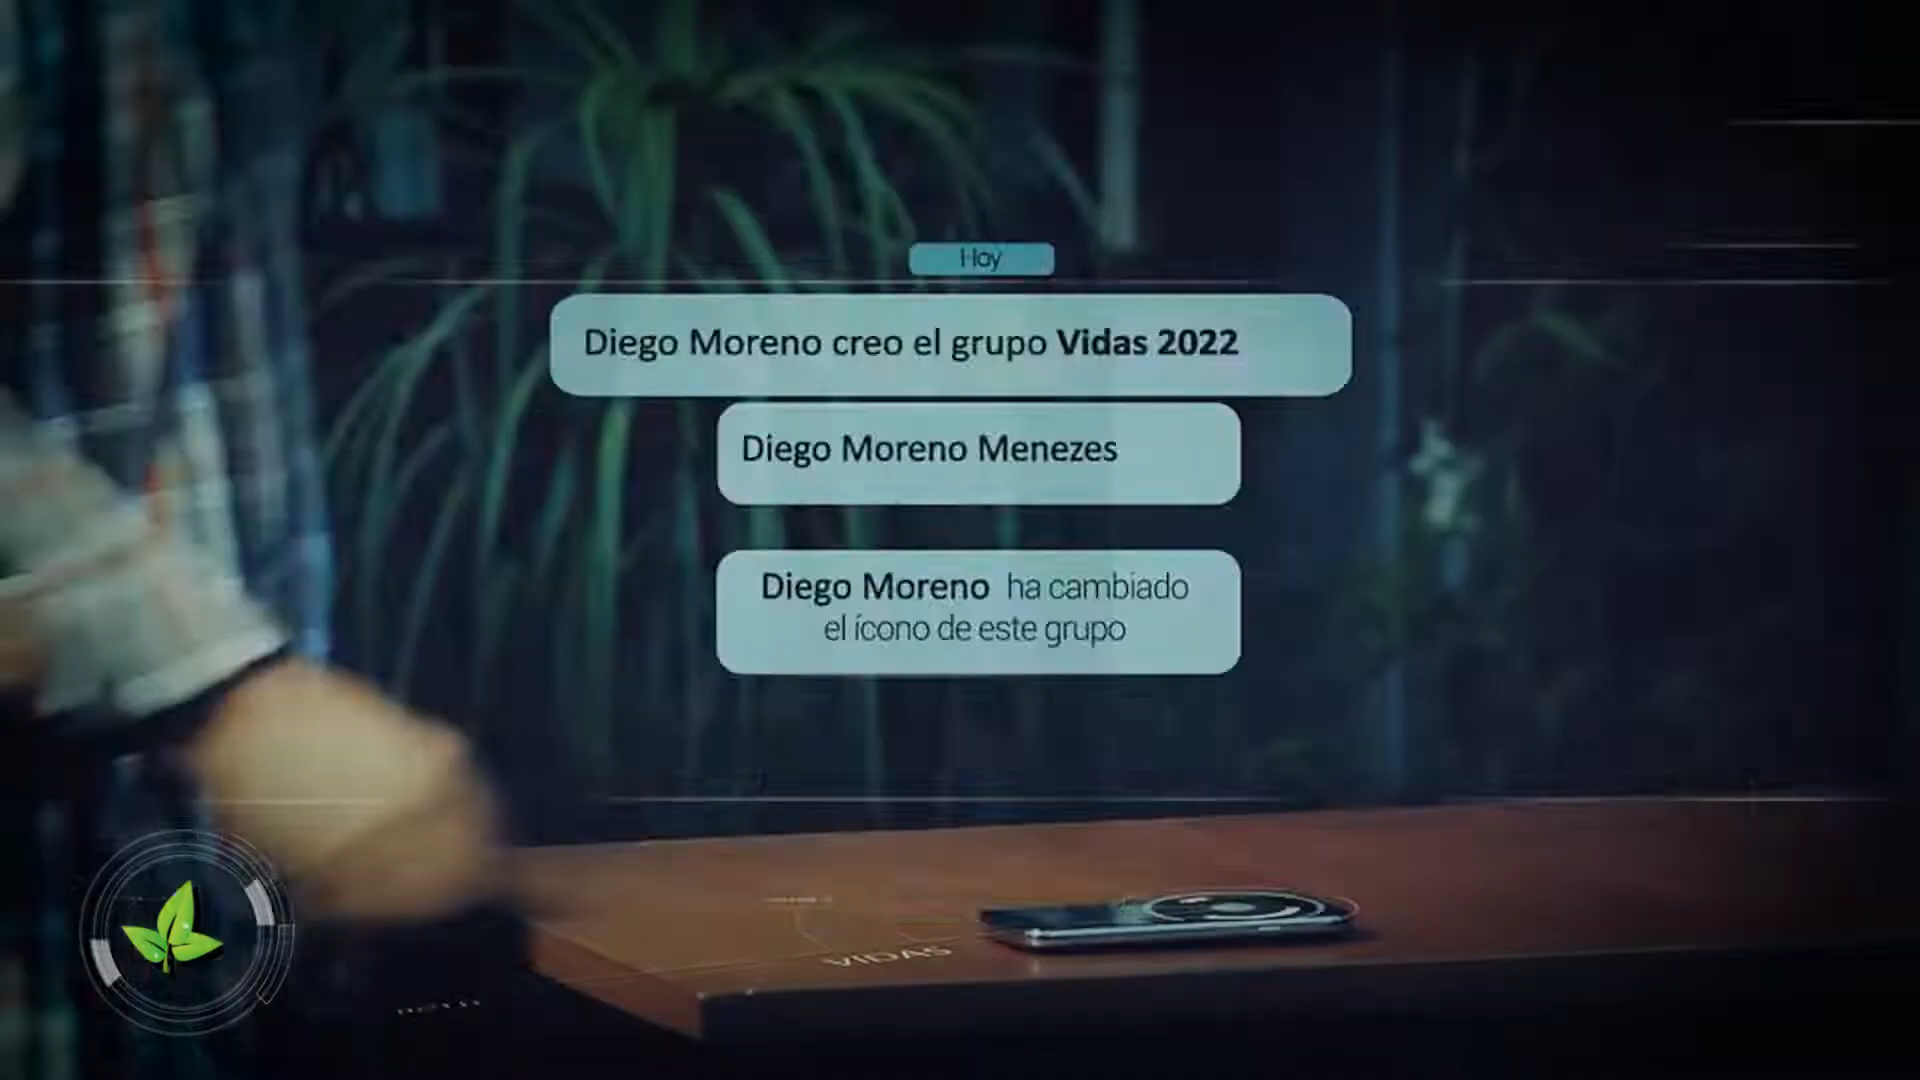 Hoy
Diego Moreno creo el grupo Vidas 2022
Diego Moreno Menezes
Diego Moreno ha cambiado
el ícono de este grupo
VIDAS